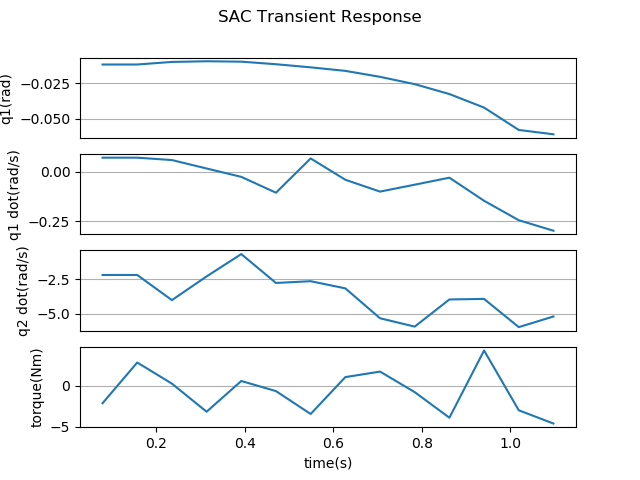 SAC Transient Response
q1(rad)
−0.025
−0.050
q1 dot(rad/s)
0.00
−0.25
q2 dot(rad/s)
−2.5
−5.0
torque(Nm)
0
−5
0.2 0.4 0.6 0.8 1.0
time(s)